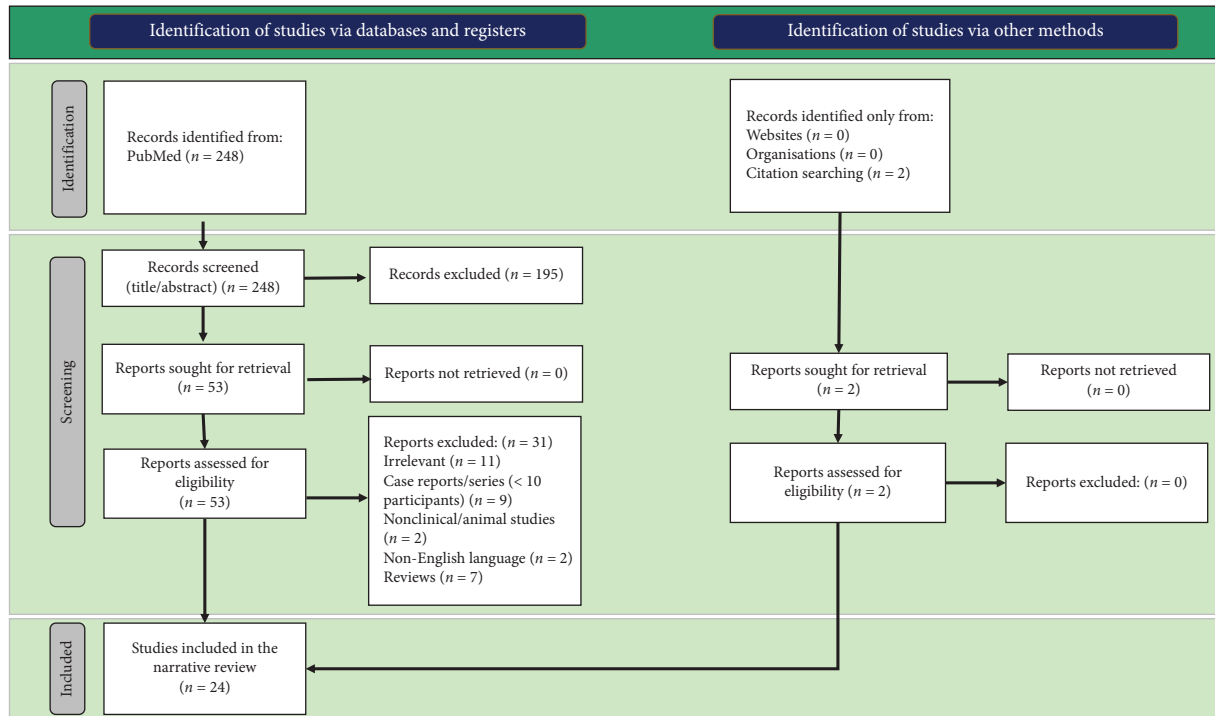 Identification of studies via databases and registers
Identification of studies via other methods
Identification
Records identified from:
PubMed (n = 248)
Records identified only from:
Websites (n = 0)
Organisations (n = 0)
Citation searching (n = 2)
Screening
Records screened
(title/abstract) (n = 248)
Records excluded (n = 195)
Reports sought for retrieval
(n = 53)
Reports not retrieved (n = 0)
Reports sought for retrieval
(n = 2)
Reports not retrieved
(n = 0)
Reports assessed for
eligibility
(n = 53)
Reports excluded: (n = 31)
Irrelevant (n = 11)
Case reports/series (< 10
participants) (n = 9)
Nonclinical/animal studies
(n = 2)
Non-English language (n = 2)
Reviews (n = 7)
Reports assessed for
eligibility (n = 2)
Reports excluded: (n = 0)
Included
Studies included in the
narrative review
(n = 24)